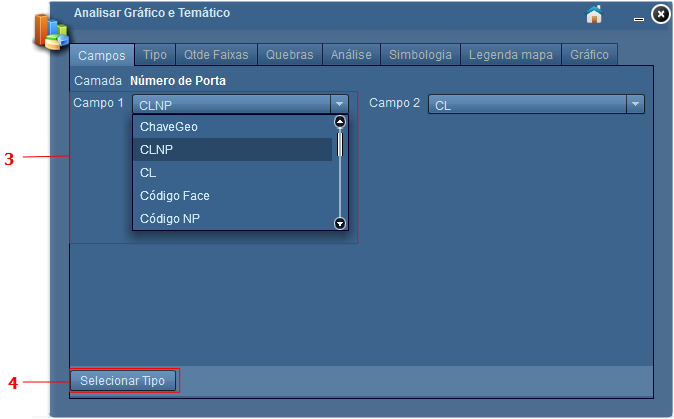 Analisar Gráfico e Temático
Campos Tipo Qtde Faixas Quebras Análise Simbologia Legenda mapa Gráfico
Camada Número de Porta
Campo 1 CLNP Campo 2 CL
ChaveGeo
CLNP
3
CL
Código Face
Código NP
4 Selecionar Tipo